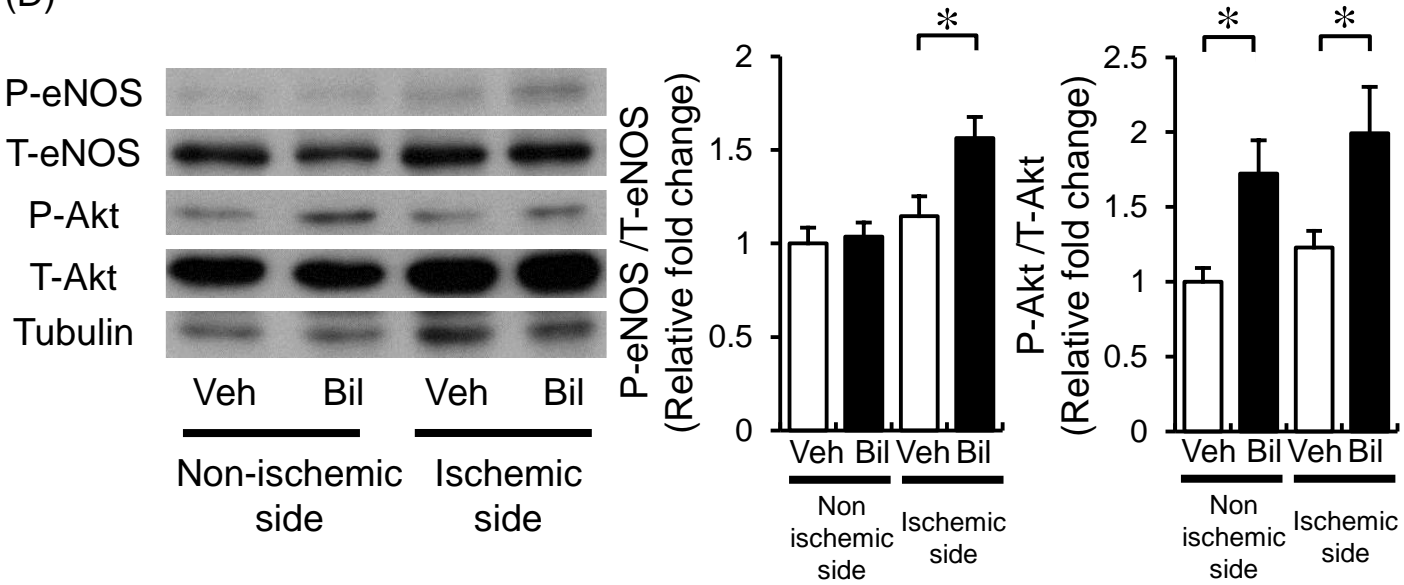 (D)
P-eNOS
T-eNOS
P-Akt
T-Akt
Tubulin
Veh Bil Veh Bil
Non-ischemic
side
Ischemic
side
P-eNOS /T-eNOS
(Relative fold change)
2
1.5
1
0.5
0
*
Veh Bil Veh Bil
Non
ischemic
side
Ischemic
side
P-Akt /T-Akt
(Relative fold change)
2.5
2
1.5
1
0.5
0
* *
Veh Bil Veh Bil
Non
ischemic
side
Ischemic
side